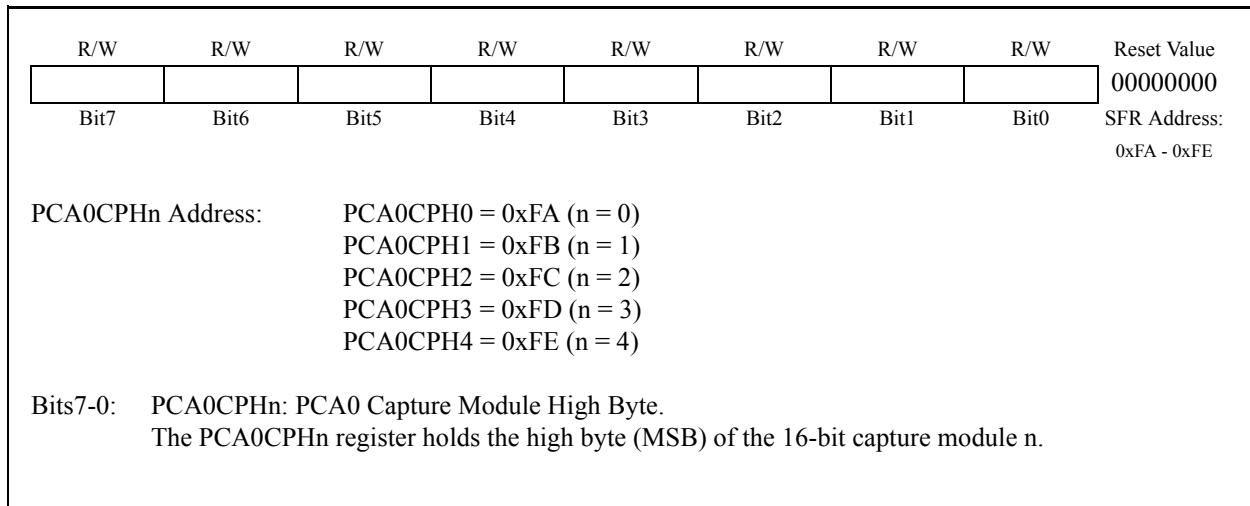 R/W R/W R/W R/W R/W R/W R/W R/W Reset Value
00000000
Bit7 Bit6 Bit5 Bit4 Bit3 Bit2 Bit1 Bit0 SFR Address:
0xFA - 0xFE
PCA0CPHn Address: PCA0CPH0 = 0xFA (n = 0)
PCA0CPH1 = 0xFB (n = 1)
PCA0CPH2 = 0xFC (n = 2)
PCA0CPH3 = 0xFD (n = 3)
PCA0CPH4 = 0xFE (n = 4)
Bits7-0: PCA0CPHn: PCA0 Capture Module High Byte.
The PCA0CPHn register holds the high byte (MSB) of the 16-bit capture module n.